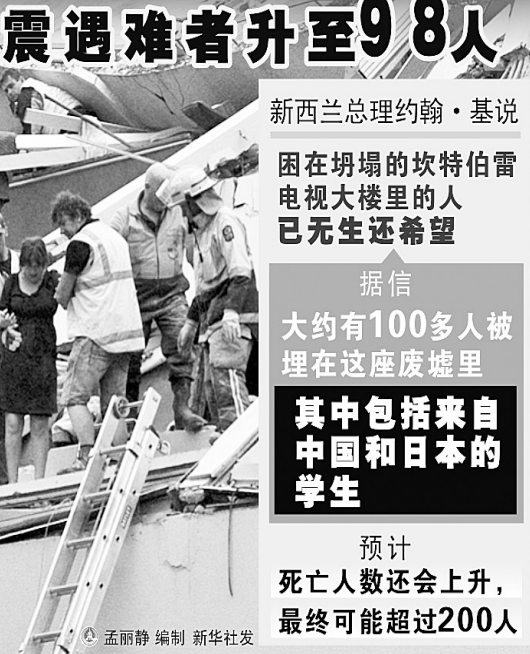 震遇难者升至98人
新西兰总理约翰·基说
困在坍塌的坎特伯雷
电视大楼里的人
已无生还希望
据信
大约有100多人被
埋在这座废墟里
其中包括来自
中国和日本的
学生
预计
死亡人数还会上升，
最终可能超过200人
孟丽静 编制 新华社发